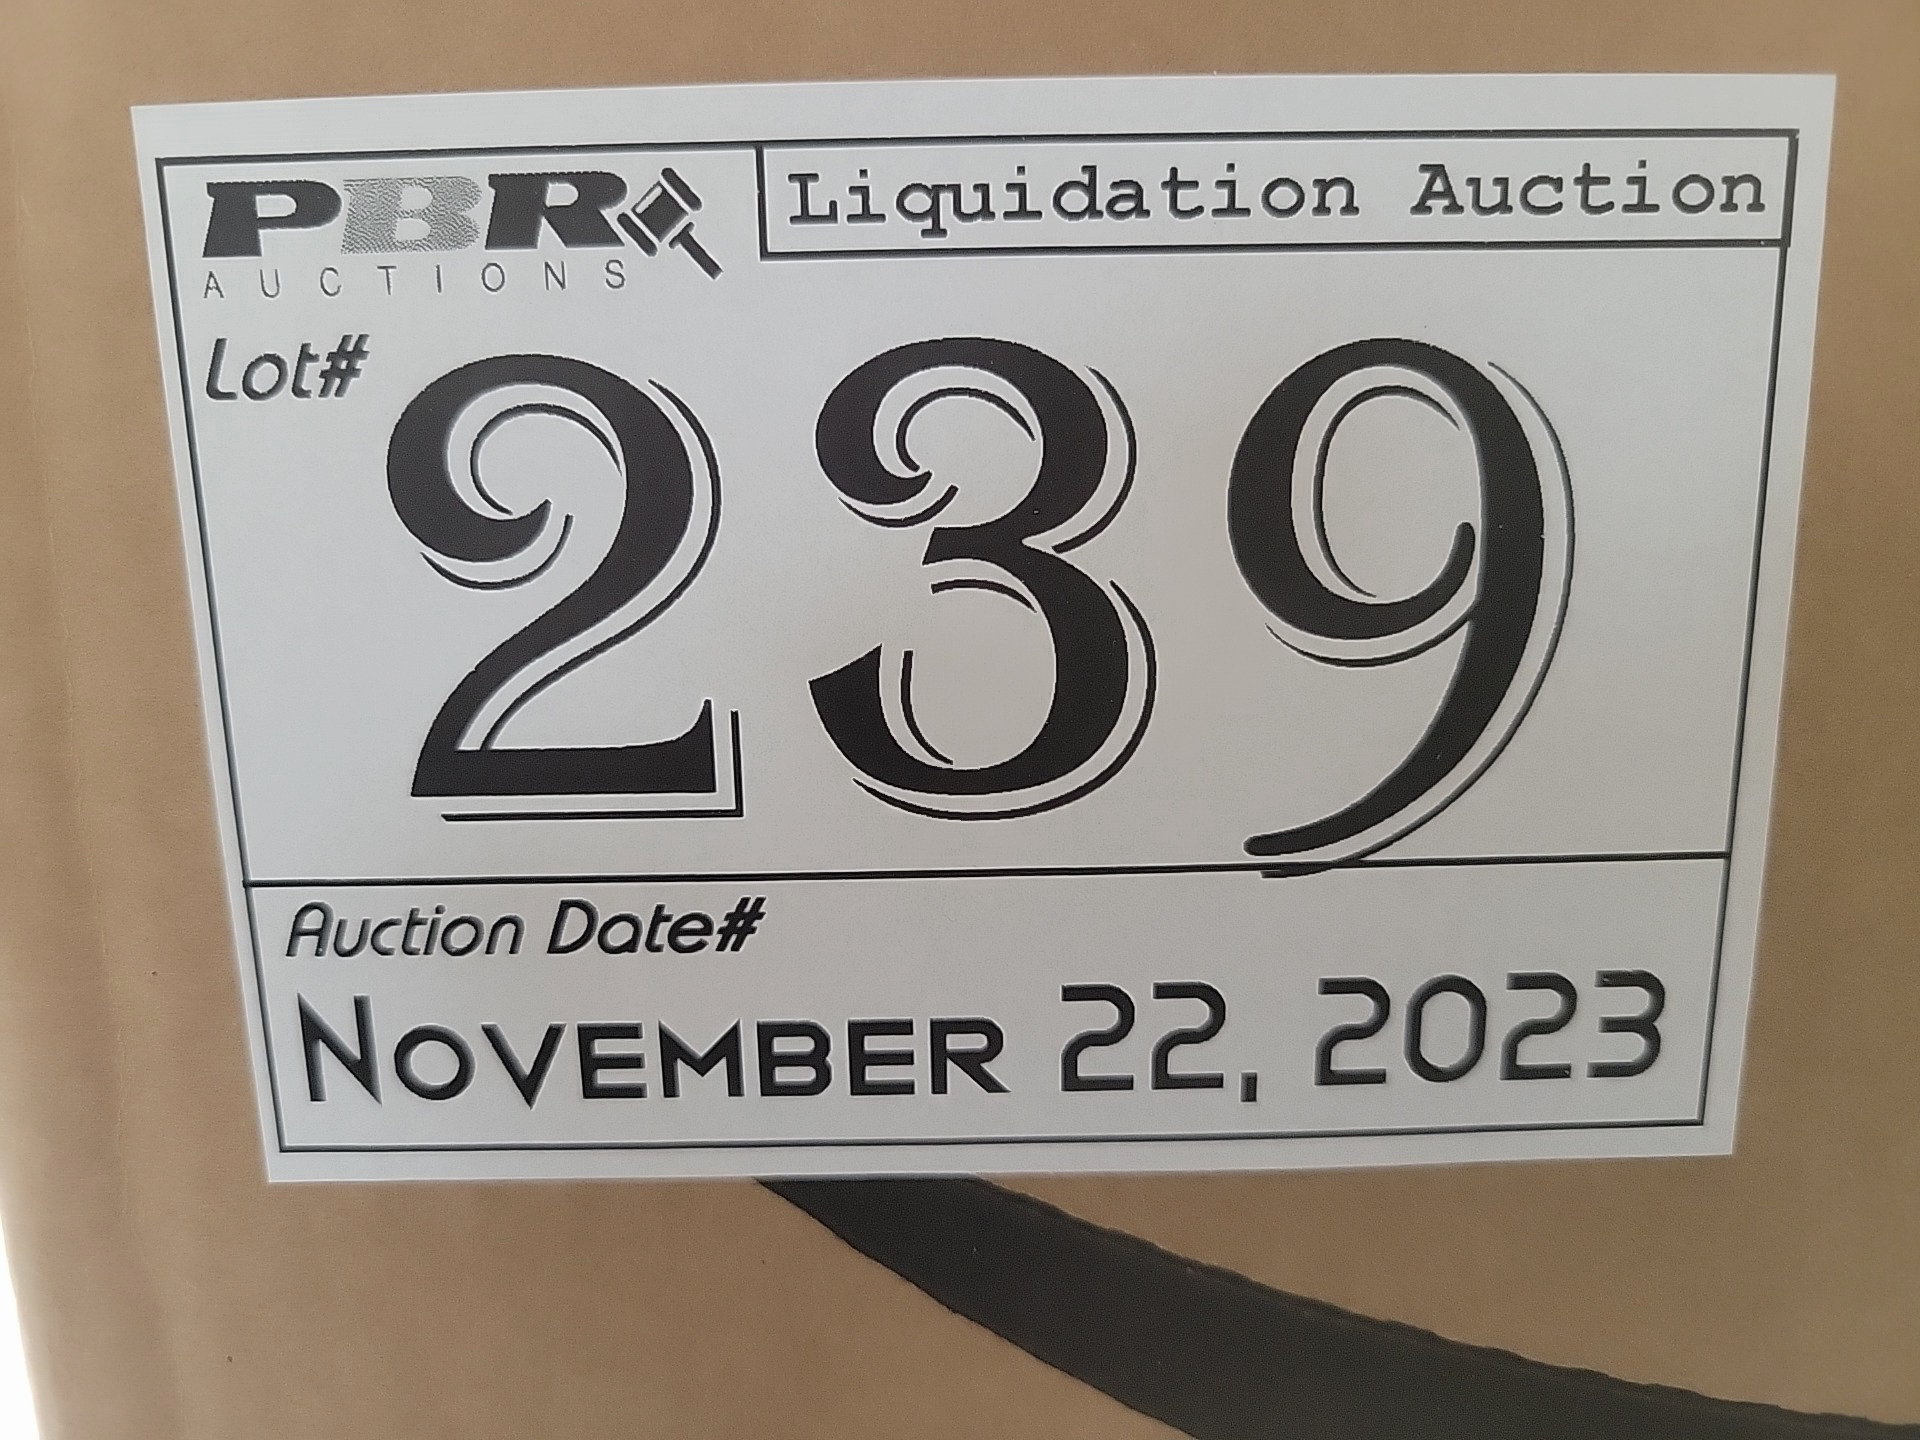 PBR
AUCTIONS
Liquidation Auction
Lot#
239
Auction Date#
NOVEMBER 22, 2023